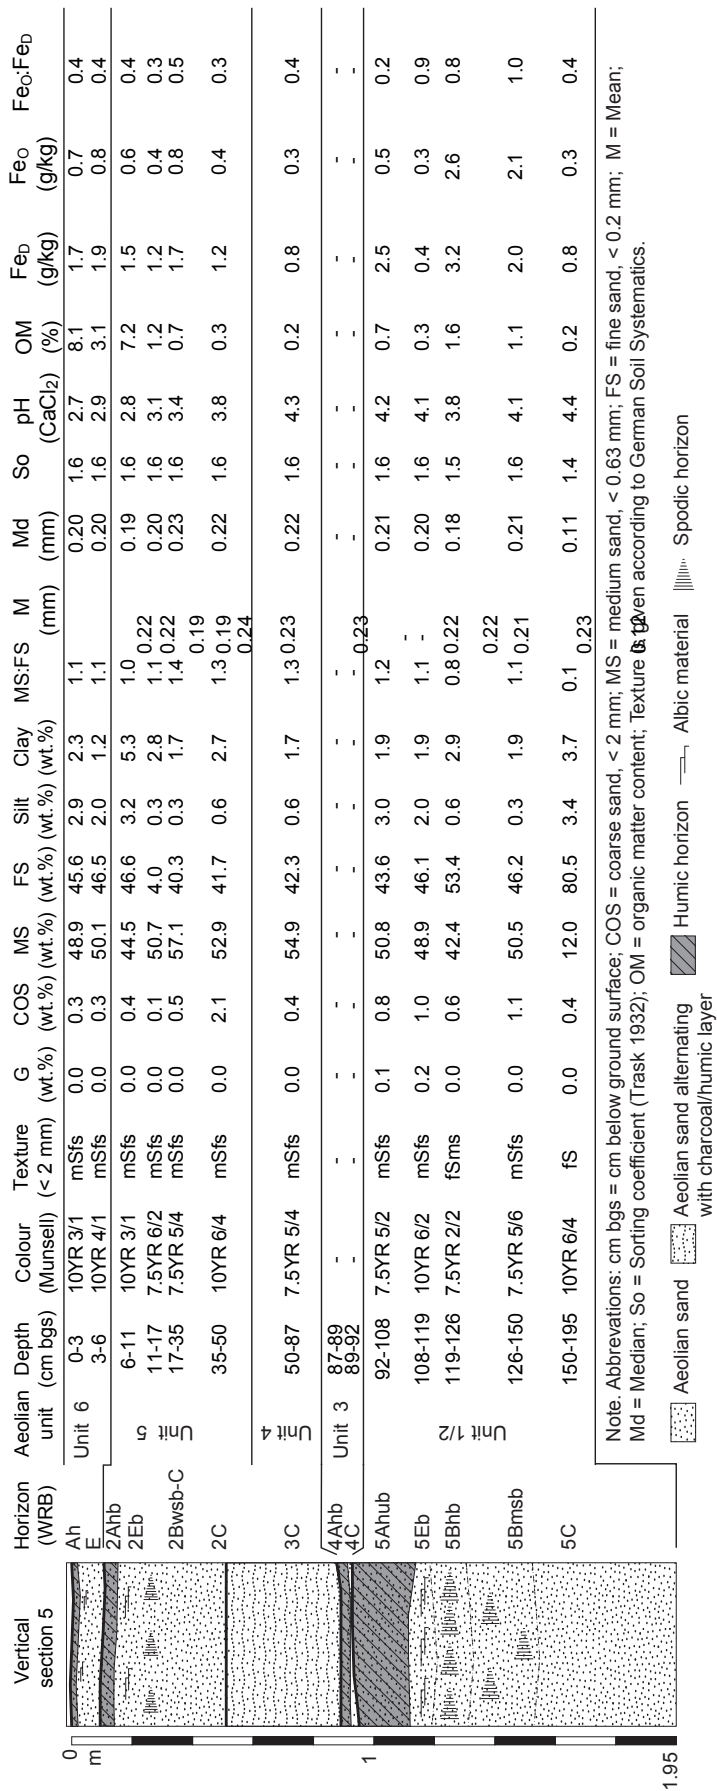 Vertical section 5 Horizon (WRB) Aeolian unit Depth (cm bgs) Colour (Munsell) Texture (< 2 mm) G (wt.%) COS (wt.%) MS (wt.%) FS (wt.%) Silt (wt.%) Clay (wt.%) MS:FS M (mm) Md (mm) So pH (CaCl₂) OM (%) Fe_D (g/kg) Fe_O (g/kg) Fe_O:Fe_D
0 m
Ah Unit 6 0-3 10YR 3/1 mSfs 0.0 0.3 48.9 45.6 2.9 2.3 1.1 0.20 1.6 2.7 8.1 1.7 0.7 0.4
E 3-6 10YR 4/1 mSfs 0.0 0.3 50.1 46.5 2.0 1.2 1.1 0.20 1.6 2.9 3.1 1.9 0.8 0.4
2Ahb Unit 5 6-11 10YR 3/1 mSfs 0.0 0.4 44.5 46.6 3.2 5.3 1.0 0.19 1.6 2.8 7.2 1.5 0.6 0.4
0.22
2Eb 11-17 7.5YR 6/2 mSfs 0.0 0.1 50.7 4.0 0.3 2.8 1.1 0.20 1.6 3.1 1.2 1.2 0.4 0.3
0.22
2Bwsb-C 17-35 7.5YR 5/4 mSfs 0.0 0.5 57.1 40.3 0.3 1.7 1.4 0.23 1.6 3.4 0.7 1.7 0.8 0.5
0.19
2C 35-50 10YR 6/4 mSfs 0.0 2.1 52.9 41.7 0.6 2.7 1.3 0.19 0.22 1.6 3.8 0.3 1.2 0.4 0.3
0.24
3C Unit 4 50-87 7.5YR 5/4 mSfs 0.0 0.4 54.9 42.3 0.6 1.7 1.3 0.23 0.22 1.6 4.3 0.2 0.8 0.3 0.4
4Ahb Unit 3 87-89 - - - - - - - - - - - - - - - -
4C 89-92 - - - - - - - - - - - - - - - -
0.23
5Ahub Unit 1/2 92-108 7.5YR 5/2 mSfs 0.1 0.8 50.8 43.6 3.0 1.9 1.2 0.21 1.6 4.2 0.7 2.5 0.5 0.2
-
1 5Eb 108-119 10YR 6/2 mSfs 0.2 1.0 48.9 46.1 2.0 1.9 1.1 - 0.20 1.6 4.1 0.3 0.4 0.3 0.9
5Bhb 119-126 7.5YR 2/2 fSms 0.0 0.6 42.4 53.4 0.6 2.9 0.8 0.22 0.18 1.5 3.8 1.6 3.2 2.6 0.8
0.22
5Bmsb 126-150 7.5YR 5/6 mSfs 0.0 1.1 50.5 46.2 0.3 1.9 1.1 0.21 0.21 1.6 4.1 1.1 2.0 2.1 1.0
5C 150-195 10YR 6/4 fS 0.0 0.4 12.0 80.5 3.4 3.7 0.1 0.23 0.11 1.4 4.4 0.2 0.8 0.3 0.4
1.95
Note. Abbrevations: cm bgs = cm below ground surface; COS = coarse sand, < 2 mm; MS = medium sand, < 0.63 mm; FS = fine sand, < 0.2 mm; M = Mean;
Md = Median; So = Sorting coefficient (Trask 1932); OM = organic matter content; Texture is given according to German Soil Systematics.
Aeolian sand Aeolian sand alternating with charcoal/humic layer Humic horizon Albic material Spodic horizon